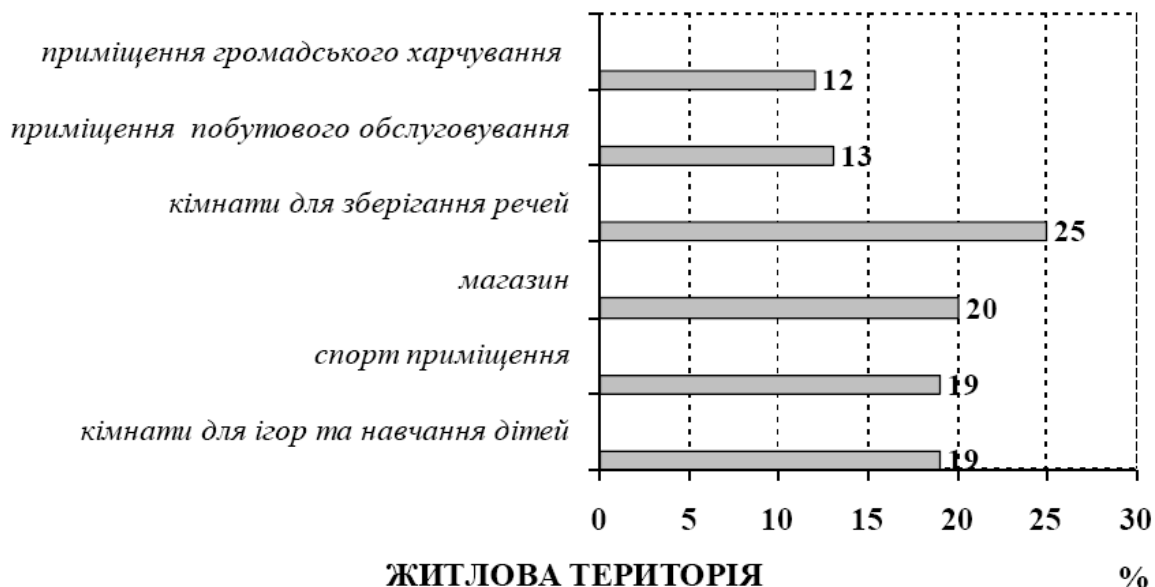 приміщення громадського харчування
12
приміщення побутового обслуговування
13
кімнати для зберігання речей
25
магазин
20
спорт приміщення
19
кімнати для ігор та навчання дітей
19
0 5 10 15 20 25 30
ЖИТЛОВА ТЕРИТОРІЯ %